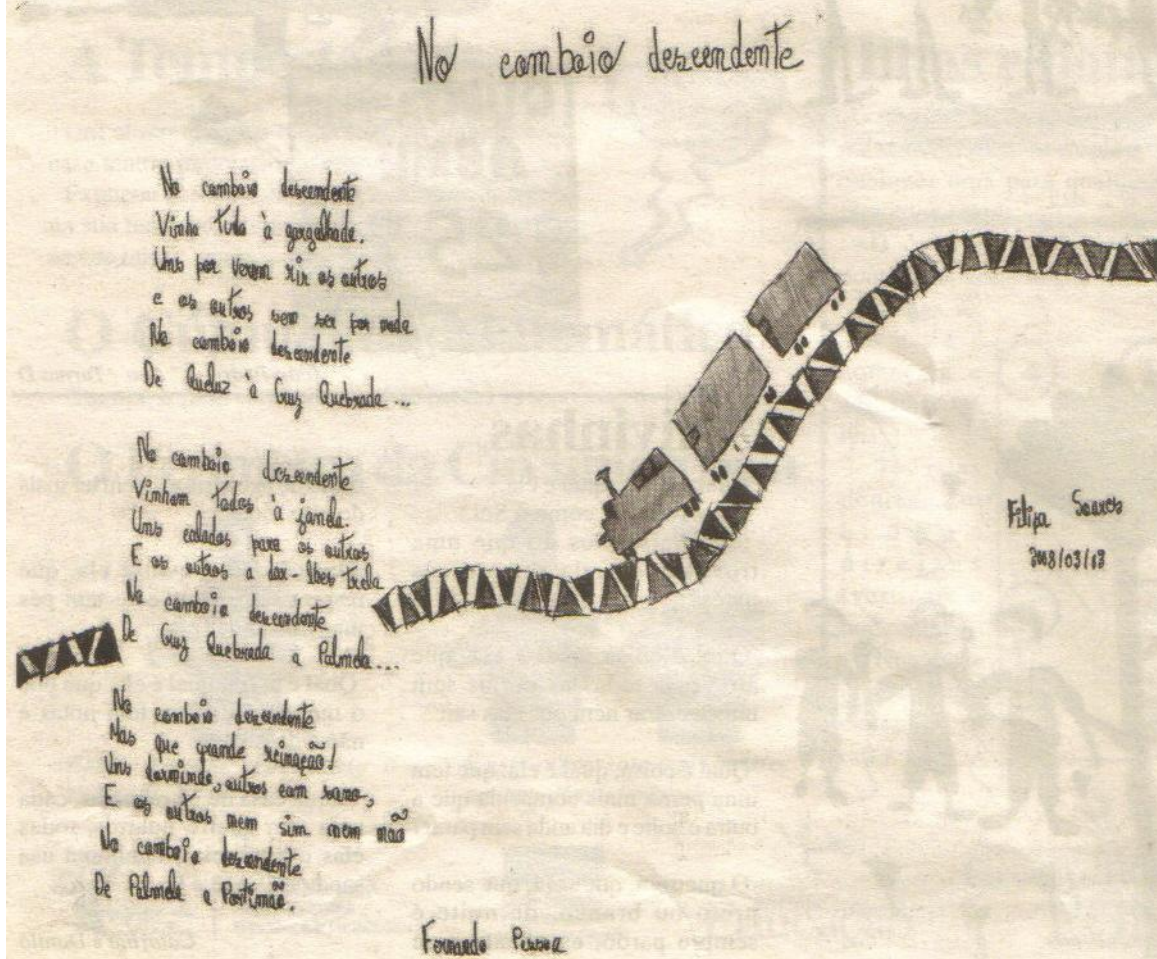 No comboio descendente
No comboio descendente
Vinha tudo à gargalhada.
Uns por verem rir os outros
e os outros sem ser por nada
No comboio descendente
De Queluz à Cruz Quebrada...
No comboio descendente
Vinham todos à janela.
Uns calados para os outros
E os outros a dar-lhes trela
No comboio descendente
De Cruz Quebrada a Palmela...
No comboio descendente
Mas que grande reinação!
Uns dormindo, outros com sono,
E os outros nem sim nem não
No comboio descendente
De Palmela a Portimão.
Fernando Pessoa
Filipa Soares
2003/03/13